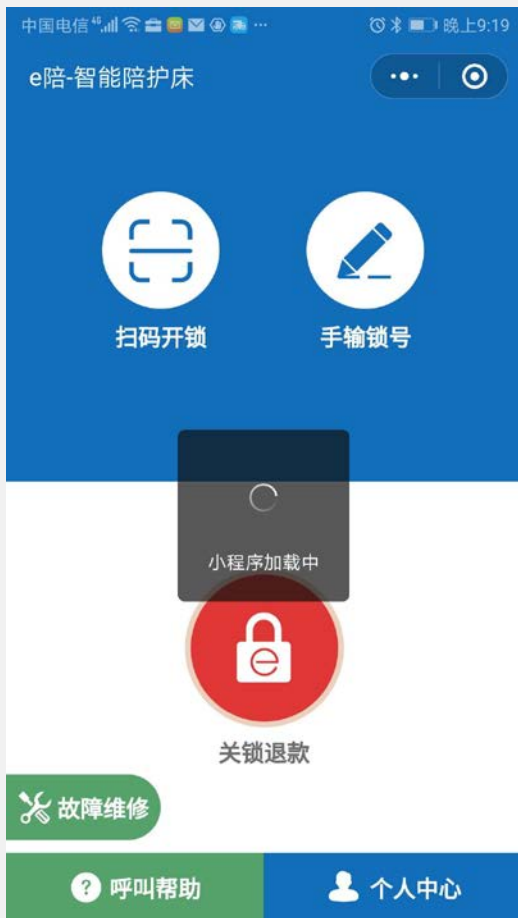 中国电信 46
晚上9:19
e陪-智能陪护床
扫码开锁
手输锁号
小程序加载中
e
关锁退款
故障维修
? 呼叫帮助
个人中心